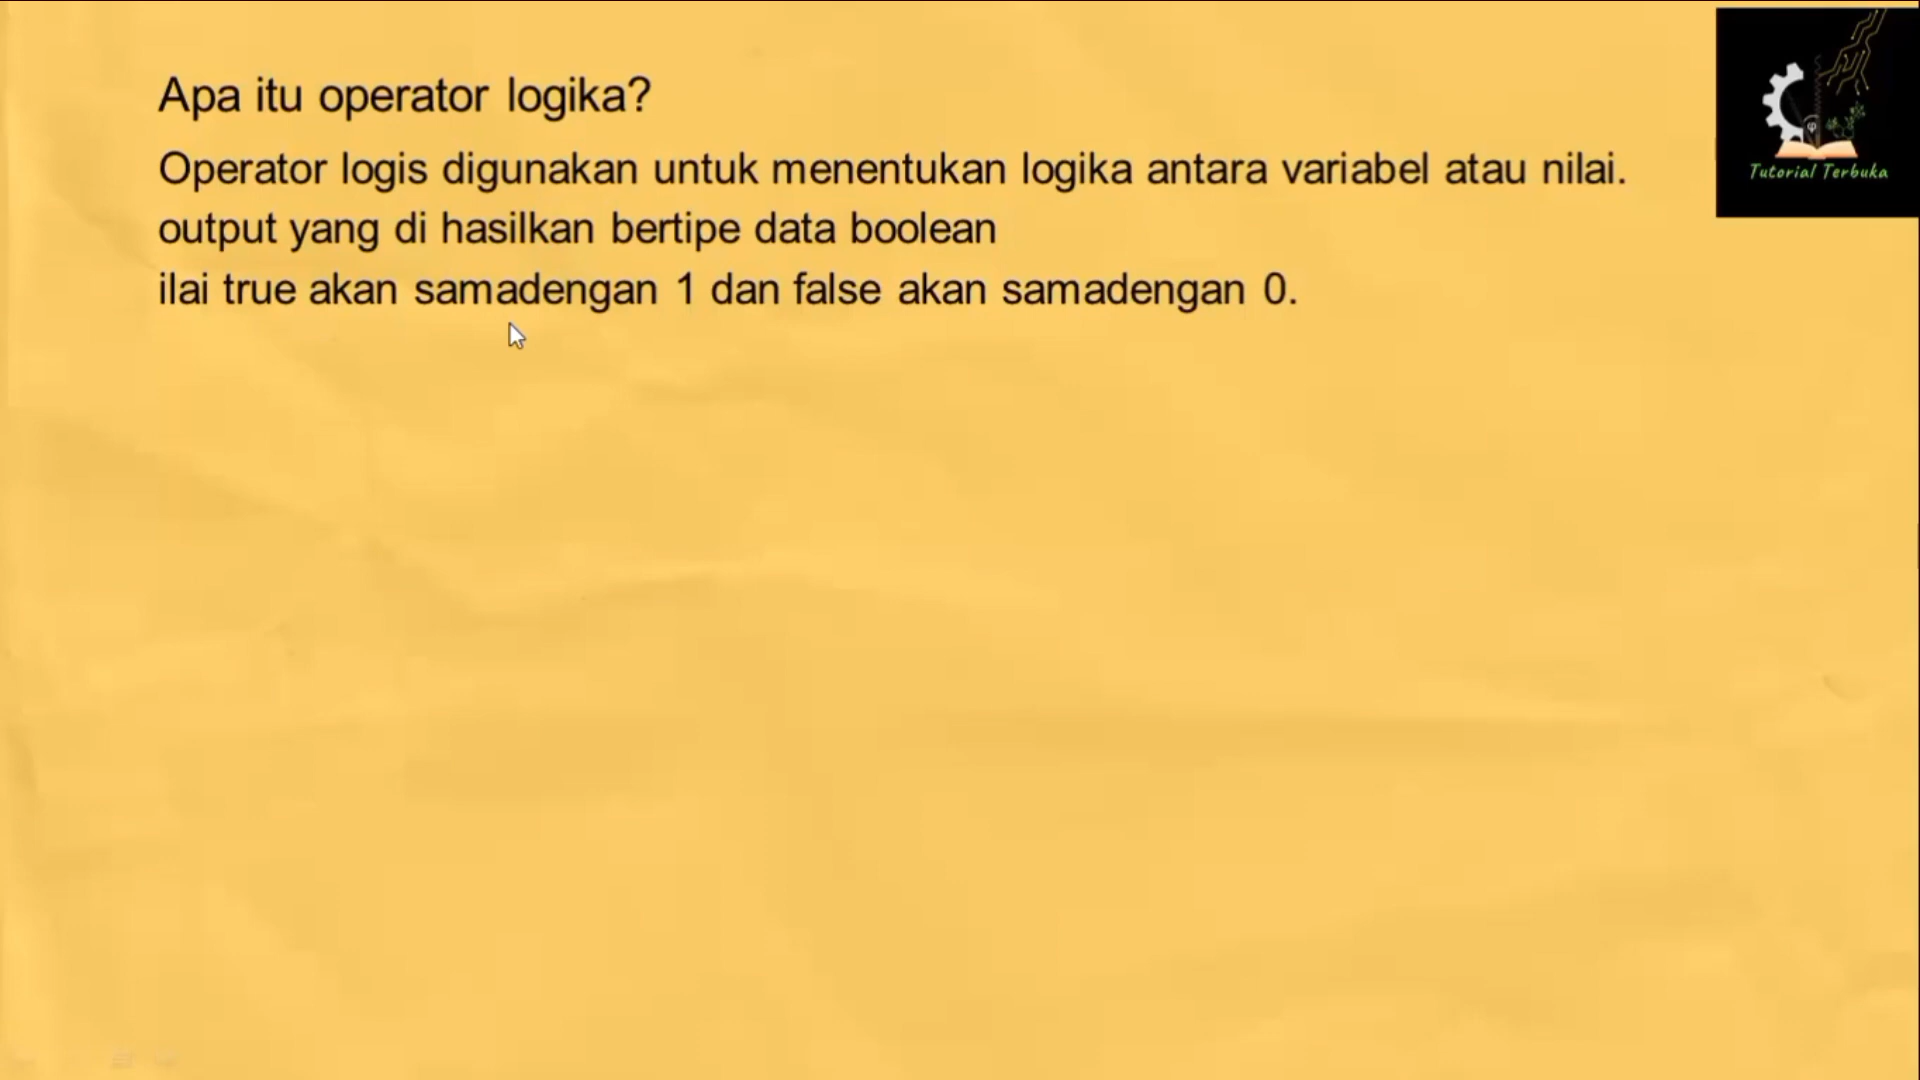 Apa itu operator logika?
Operator logis digunakan untuk menentukan logika antara variabel atau nilai.
output yang di hasilkan bertipe data boolean
ilai true akan samadengan 1 dan false akan samadengan 0.
Tutorial Terbuka